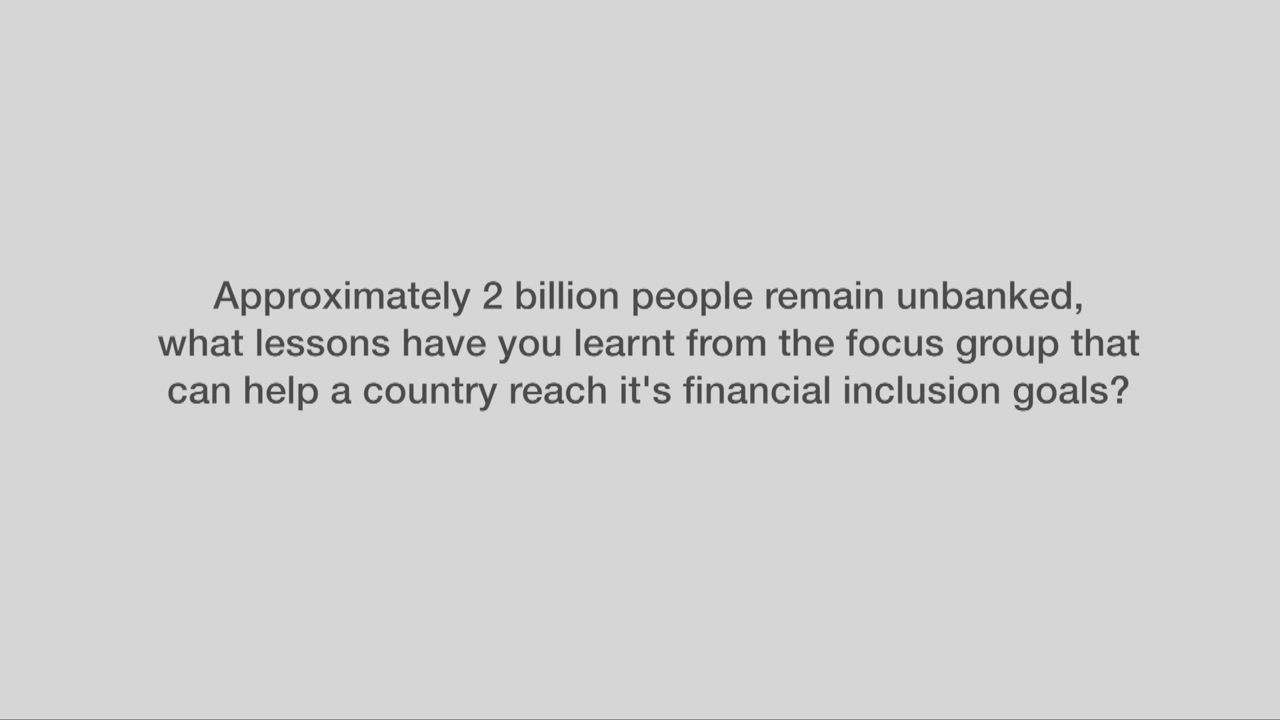 Approximately 2 billion people remain unbanked,
what lessons have you learnt from the focus group that
can help a country reach it's financial inclusion goals?